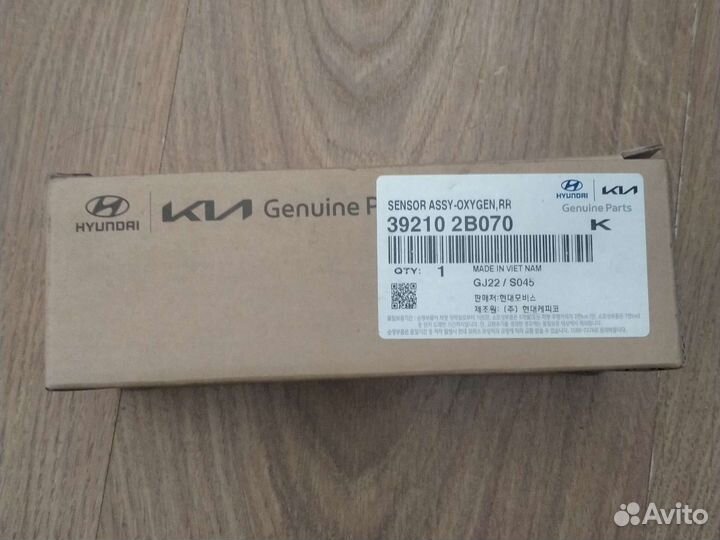 HYUNDAI
KIA
Genuine P
SENSOR ASSY-OXYGEN,RR
39210 2B070
QTY: 1
MADE IN VIET NAM
GJ22 / S045
판매처:현대모비스
제조원: (주) 현대케피코
HYUNDAI
KIA
Genuine Parts
K
Avito